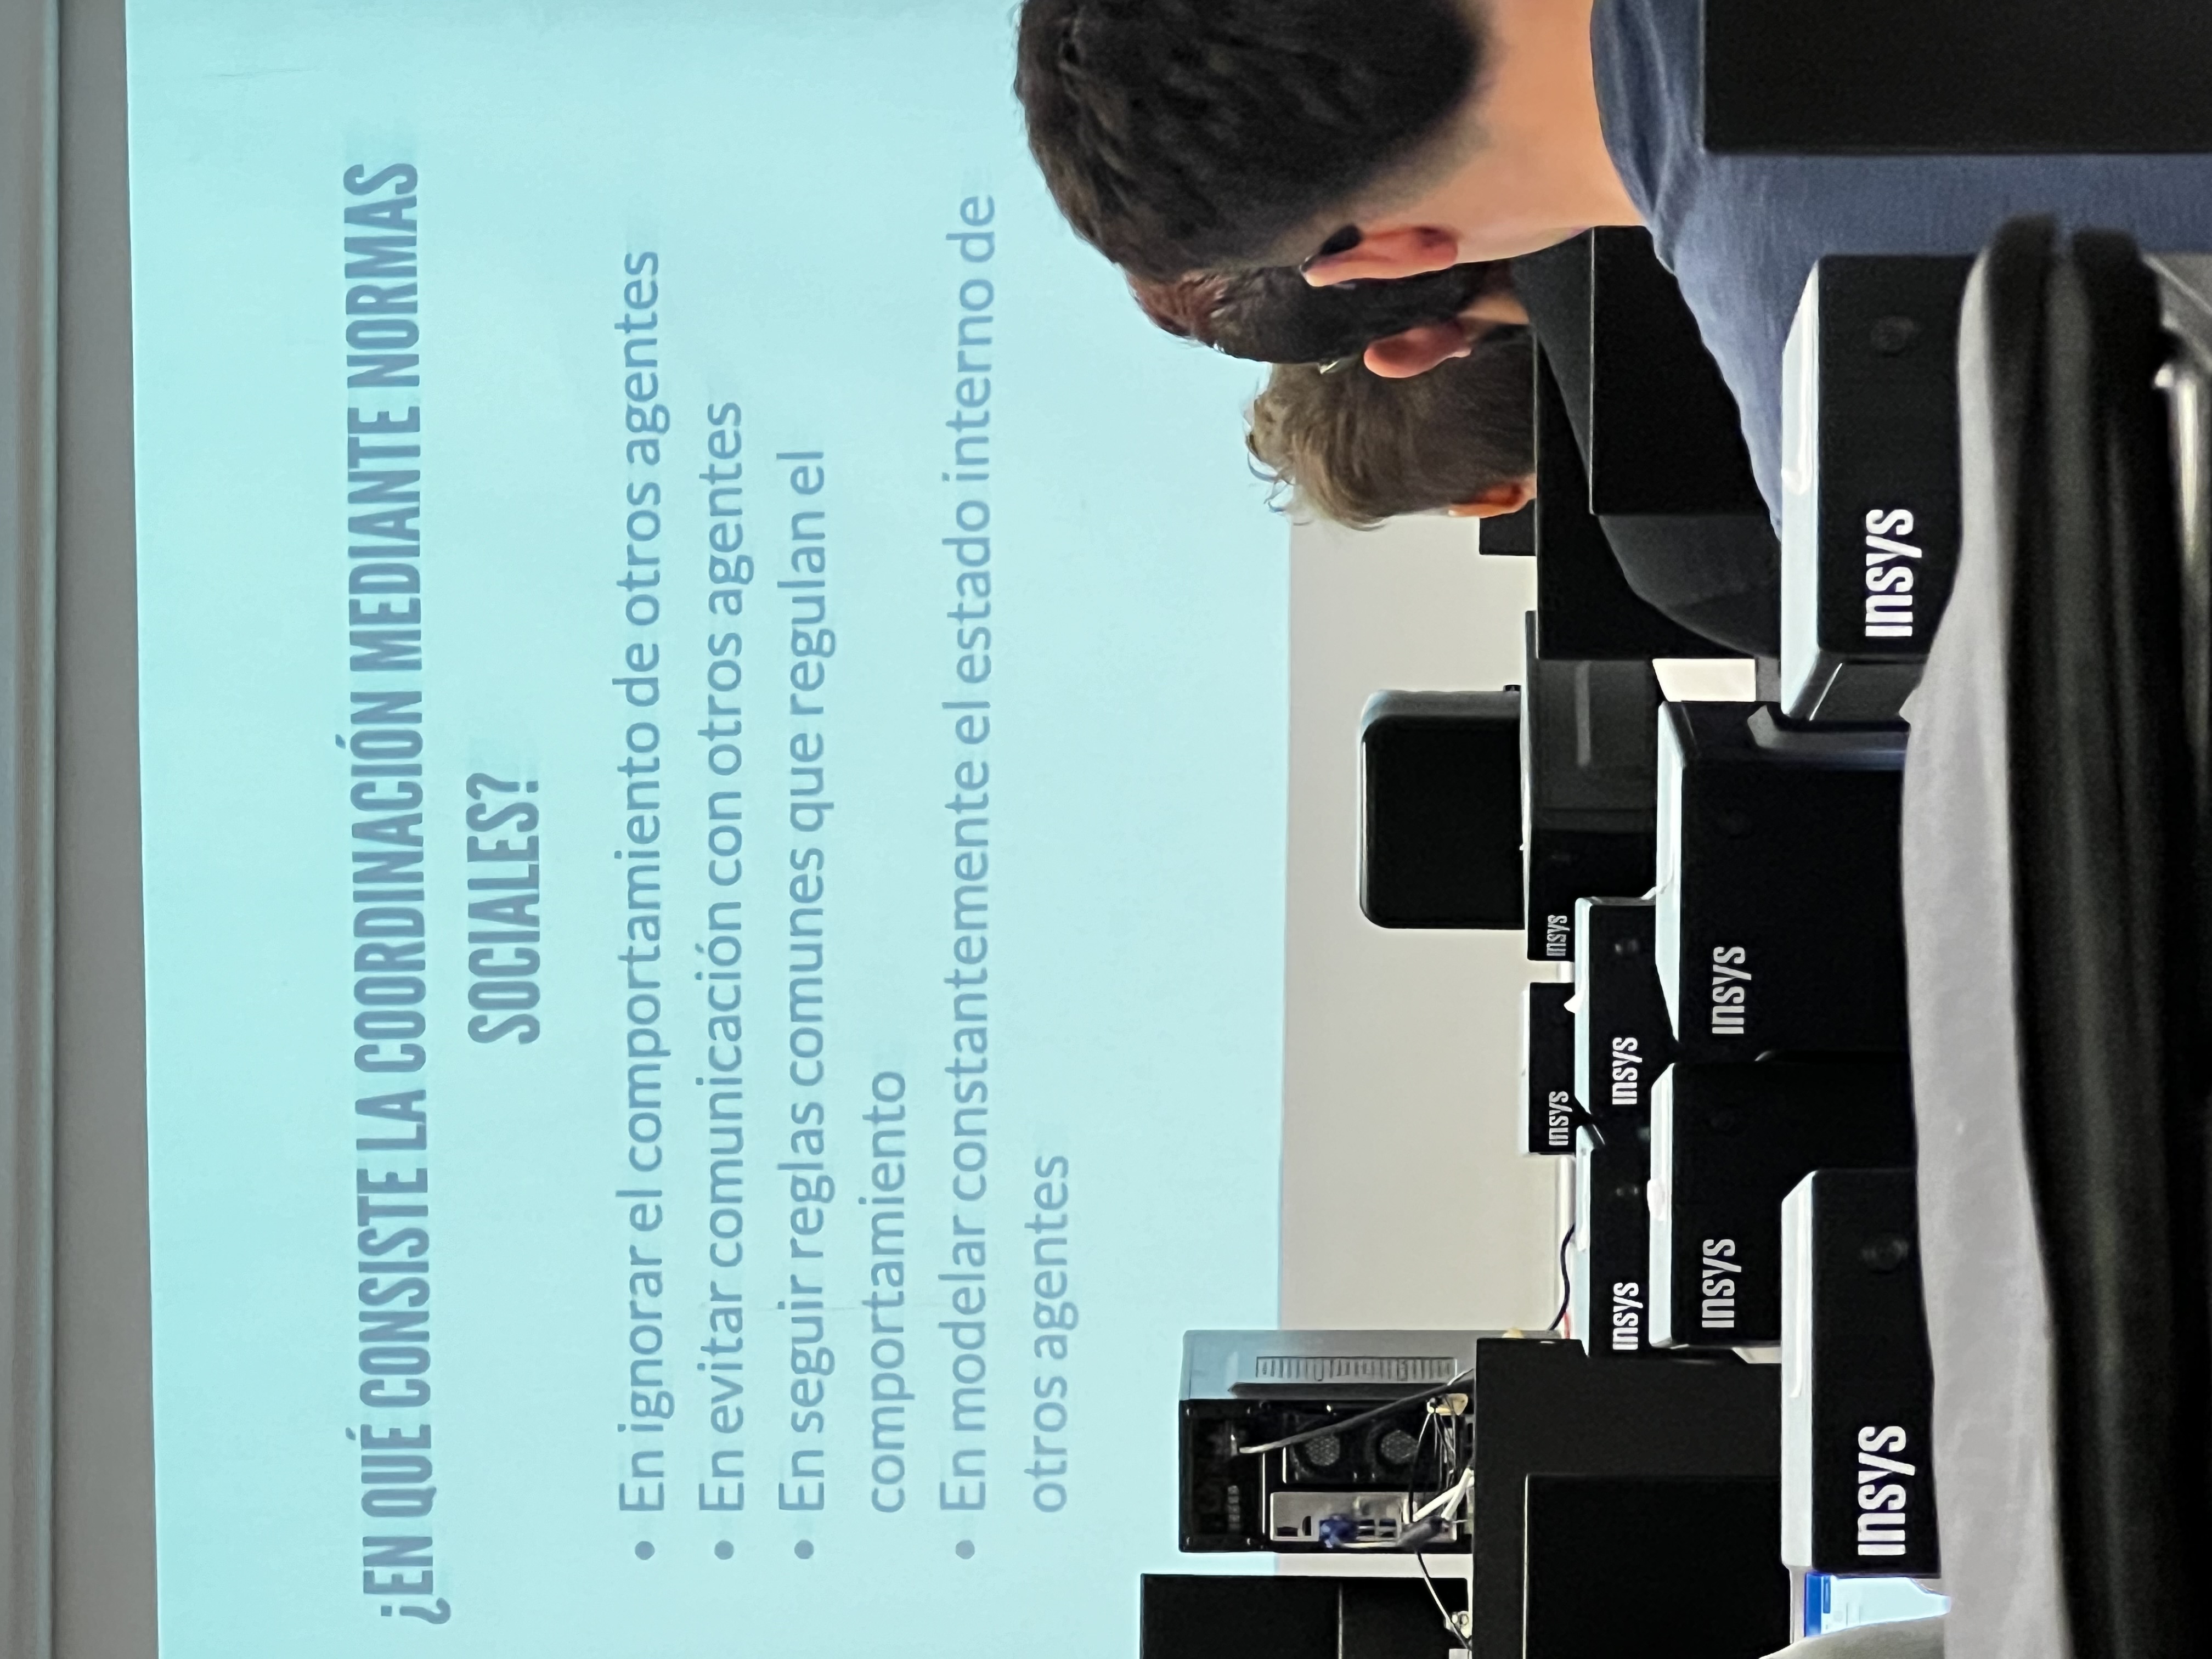 ¿EN QUÉ CONSISTE LA COORDINACIÓN MEDIANTE NORMAS
SOCIALES?
• En ignorar el comportamiento de otros agentes
• En evitar comunicación con otros agentes
• En seguir reglas comunes que regulan el
comportamiento
• En modelar constantemente el estado interno de
otros agentes
insys
insys
insys
insys
insys
insys
insys
insys